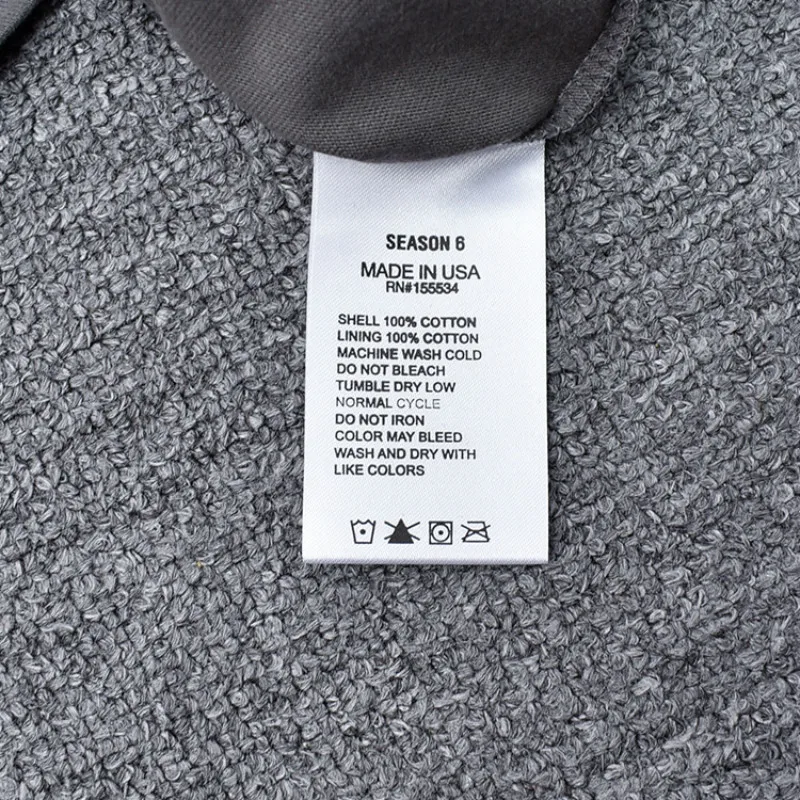 SEASON 6
MADE IN USA
RN#155534
SHELL 100% COTTON
LINING 100% COTTON
MACHINE WASH COLD
DO NOT BLEACH
TUMBLE DRY LOW
NORMAL CYCLE
DO NOT IRON
COLOR MAY BLEED
WASH AND DRY WITH
LIKE COLORS